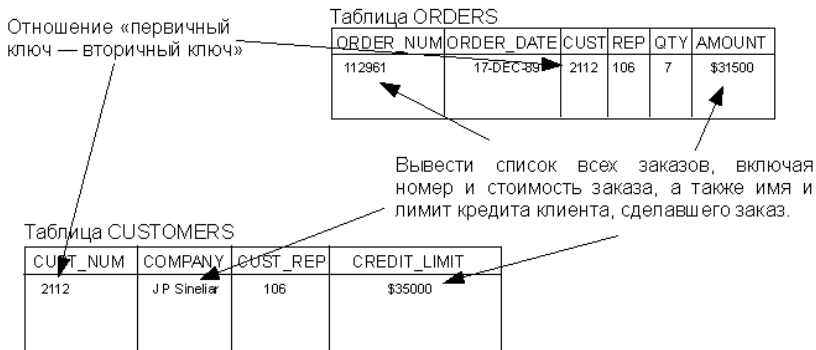 Отношение «первичный
ключ — вторичный ключ»
Таблица ORDERS
ORDER_NUM ORDER_DATE CUST REP QTY AMOUNT
112961 17-DEC-89 2112 106 7 $31500
Вывести список всех заказов, включая
номер и стоимость заказа, а также имя и
лимит кредита клиента, сделавшего заказ.
Таблица CUSTOMERS
CUST_NUM COMPANY CUST_REP CREDIT_LIMIT
2112 J P Sineliar 106 $35000